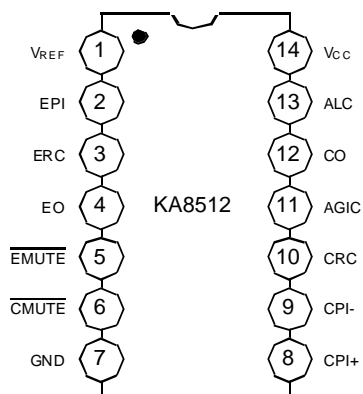 VREF 1 14 VCC
EPI 2 13 ALC
ERC 3 12 CO
EO 4 KA8512 11 AGIC
EMUTE 5 10 CRC
CMUTE 6 9 CPI-
GND 7 8 CPI+